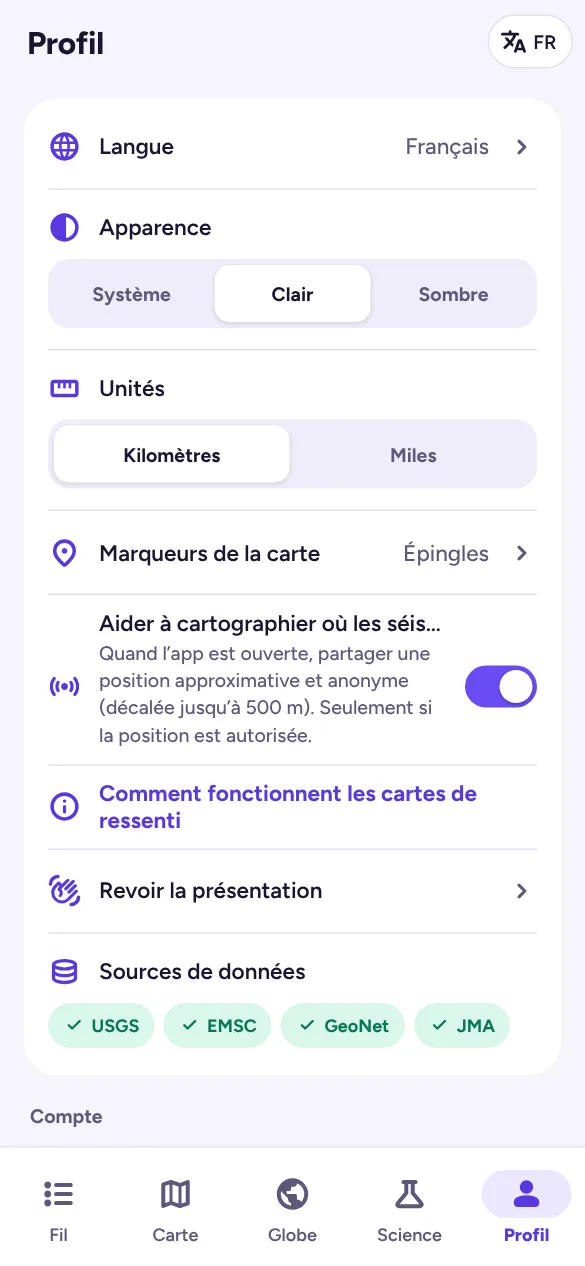 Profil
FR
Langue
Français
Apparence
Système
Clair
Sombre
Unités
Kilomètres
Miles
Marqueurs de la carte
Épingles
Aider à cartographier où les séis...
Quand l’app est ouverte, partager une
position approximative et anonyme
(décalée jusqu’à 500 m). Seulement si
la position est autorisée.
Comment fonctionnent les cartes de
ressenti
Revoir la présentation
Sources de données
USGS
EMSC
GeoNet
JMA
Compte
Fil
Carte
Globe
Science
Profil